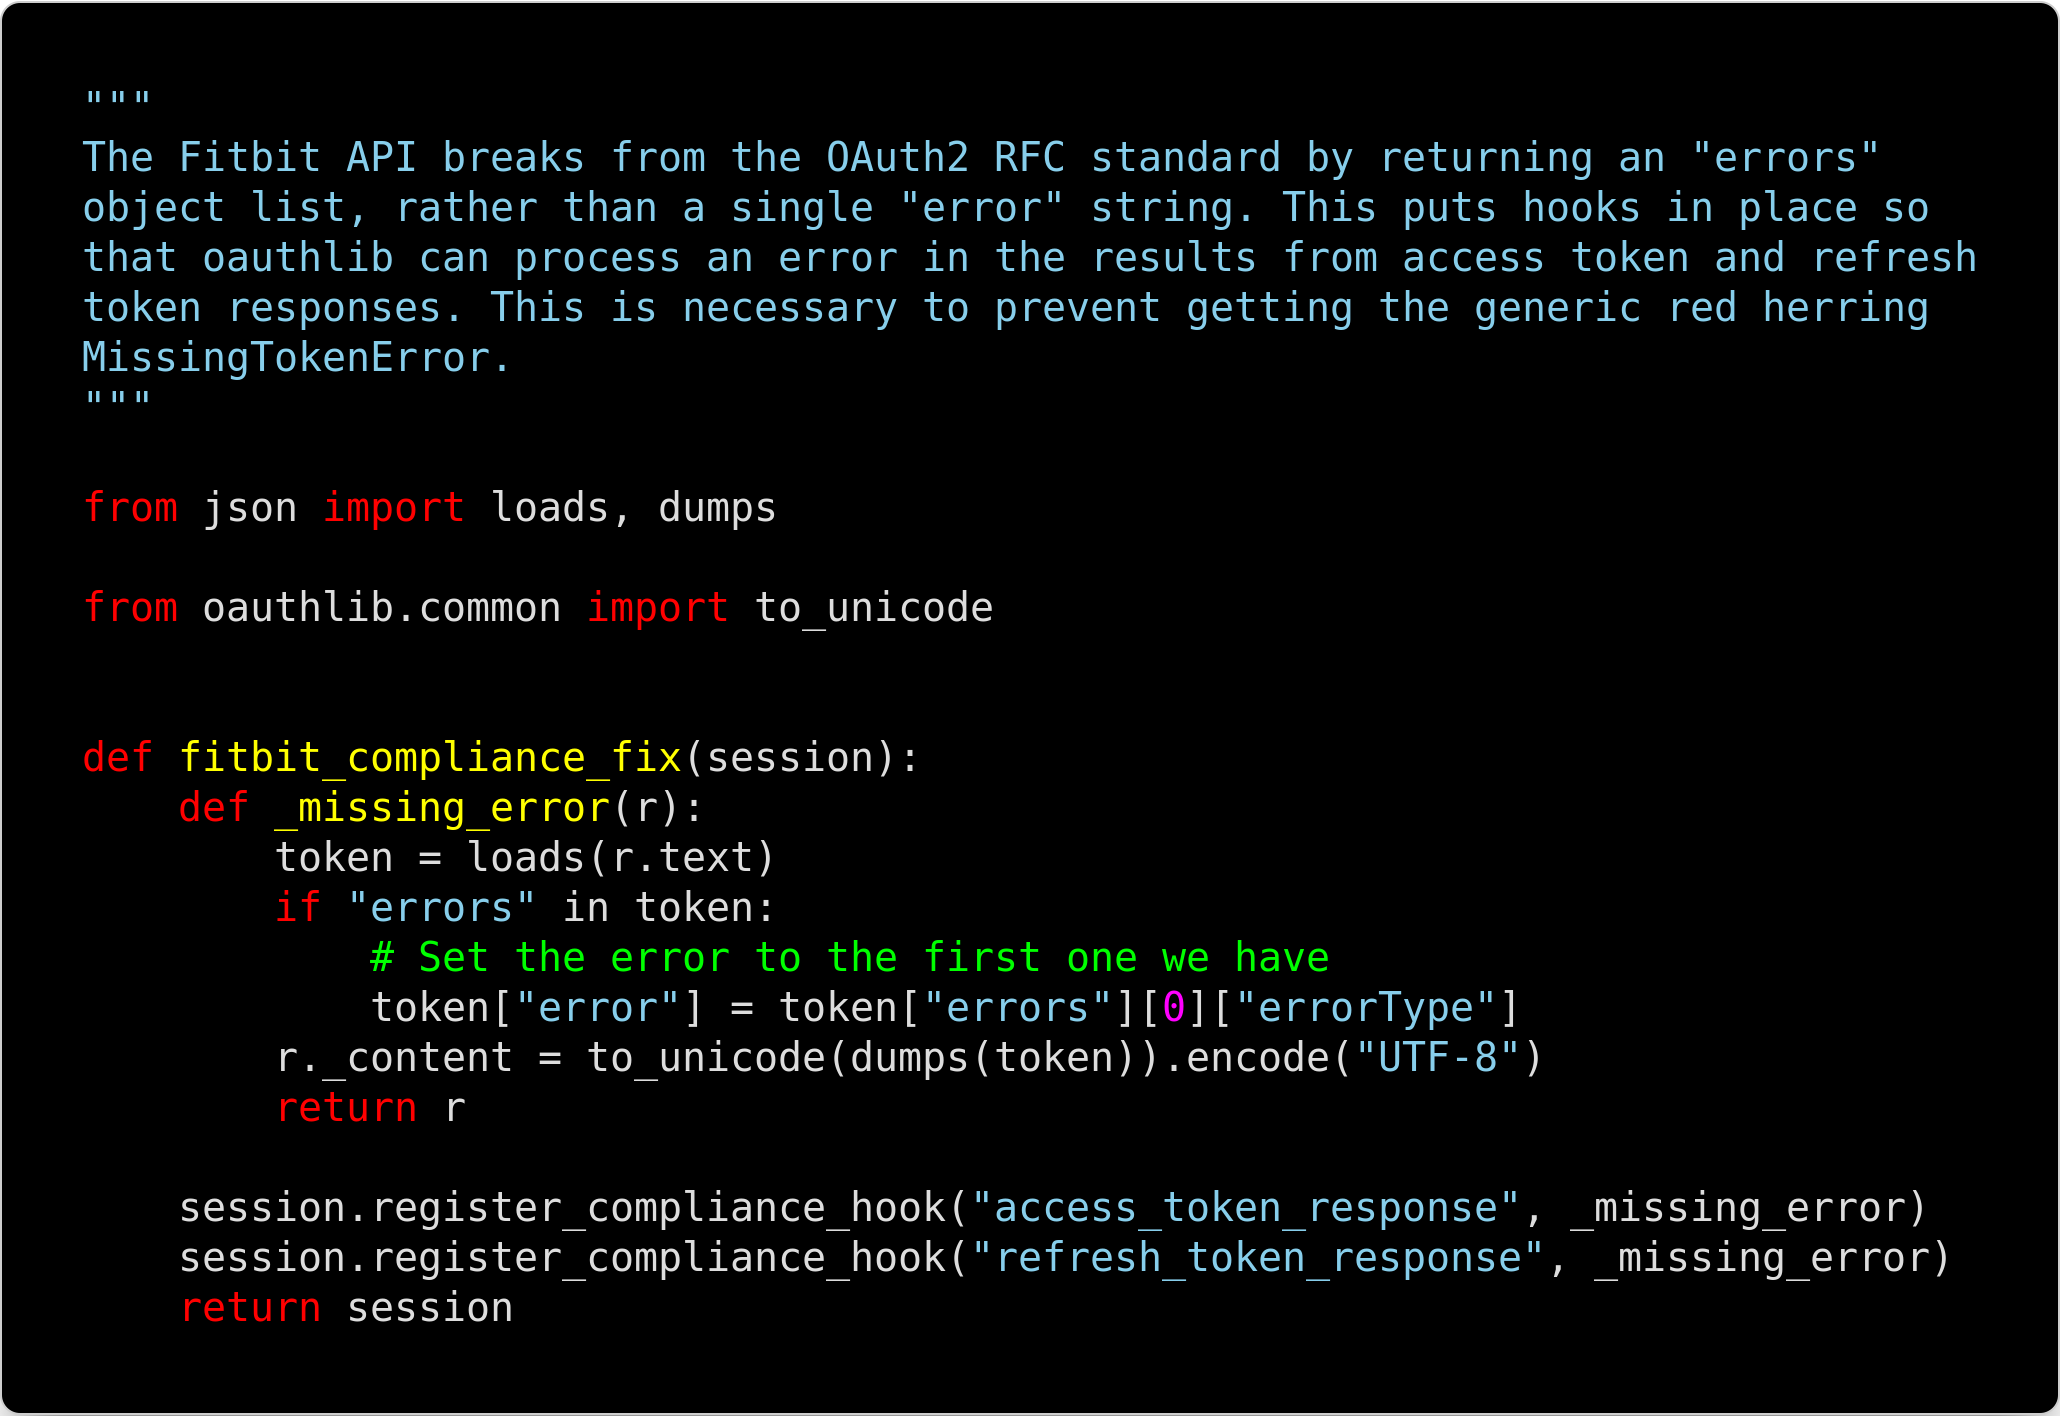 """
The Fitbit API breaks from the OAuth2 RFC standard by returning an "errors"
object list, rather than a single "error" string. This puts hooks in place so
that oauthlib can process an error in the results from access token and refresh
token responses. This is necessary to prevent getting the generic red herring
MissingTokenError.
"""

from json import loads, dumps

from oauthlib.common import to_unicode


def fitbit_compliance_fix(session):
    def _missing_error(r):
        token = loads(r.text)
        if "errors" in token:
            # Set the error to the first one we have
            token["error"] = token["errors"][0]["errorType"]
        r._content = to_unicode(dumps(token)).encode("UTF-8")
        return r

    session.register_compliance_hook("access_token_response", _missing_error)
    session.register_compliance_hook("refresh_token_response", _missing_error)
    return session